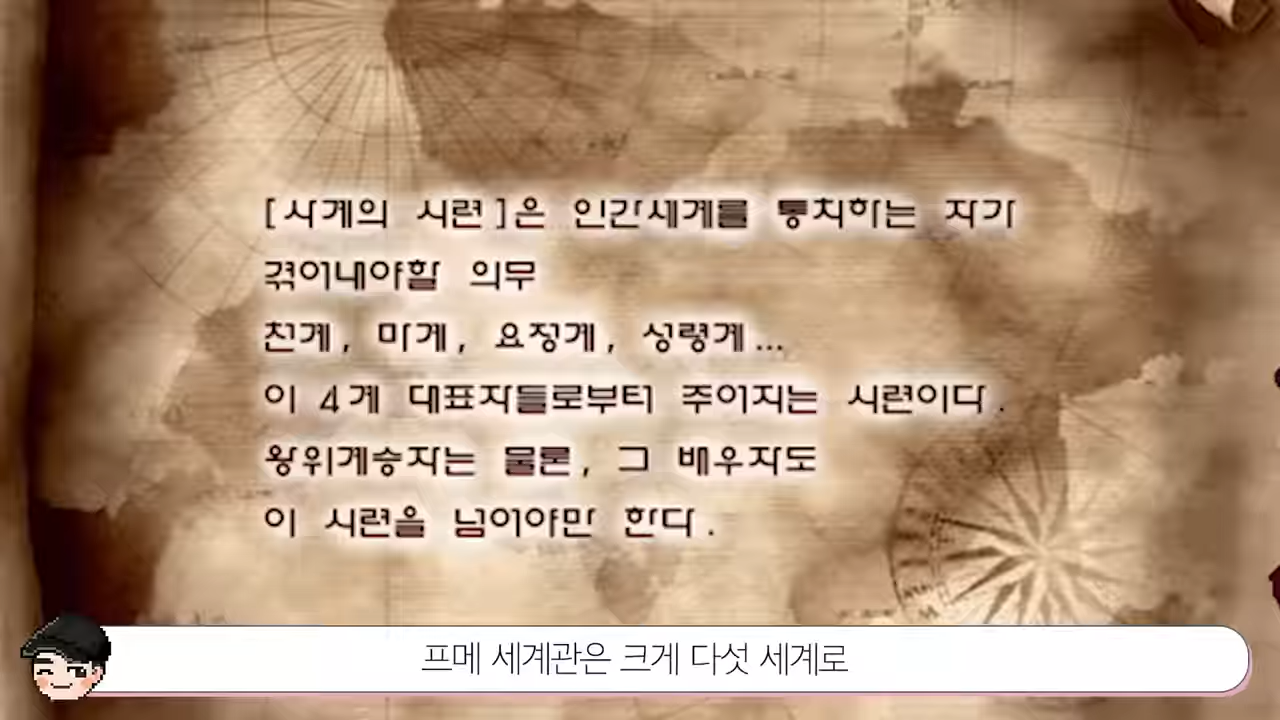 [사계의 시련]은 인간세계를 통치하는 자가
겪어내야할 의무
천계, 마계, 요정계, 성령계...
이 4계 대표자들로부터 주어지는 시련이다.
왕위계승자는 물론, 그 배우자도
이 시련을 넘어야만 한다.
프메 세계관은 크게 다섯 세계로